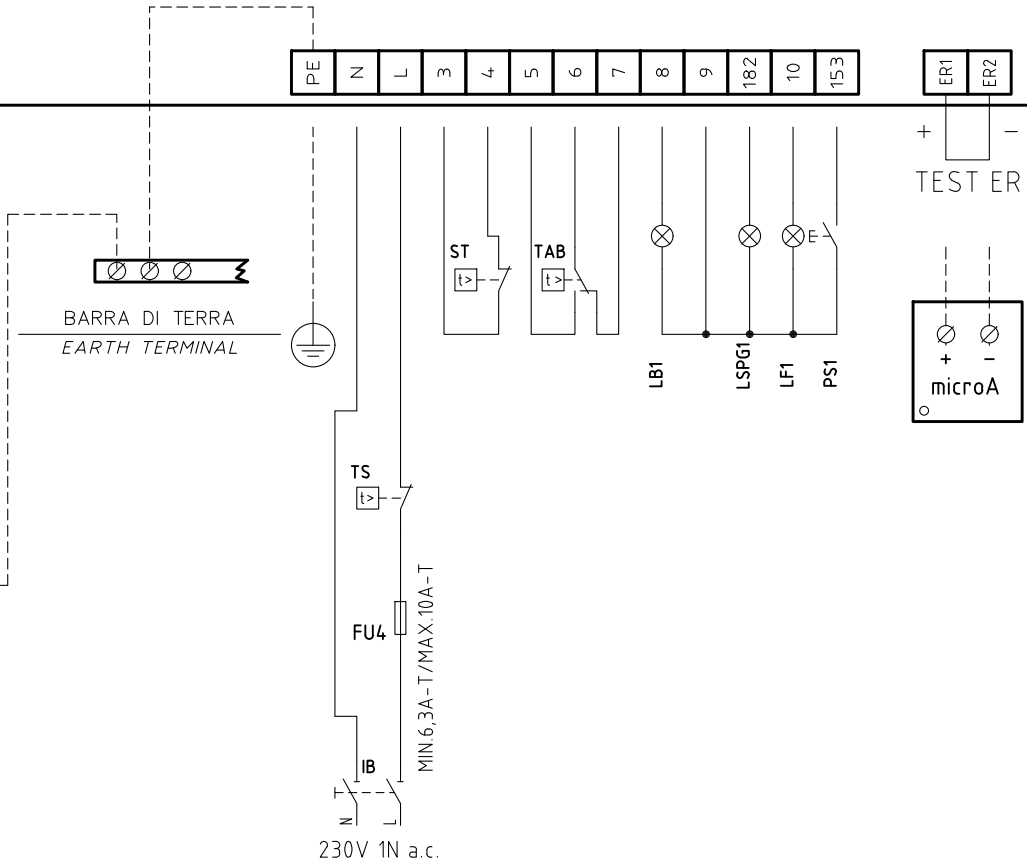 PE N L 3 4 5 6 7 8 9 182 10 153
ER1 ER2
+ -
TEST ER
ST
t>
TAB
t>
E
BARRA DI TERRA
EARTH TERMINAL
LB1
LSPG1
LF1
PS1
+ -
microA
TS
t>
FU4
MIN.6,3A-T/MAX.10A-T
IB
N L
230V 1N a.c.